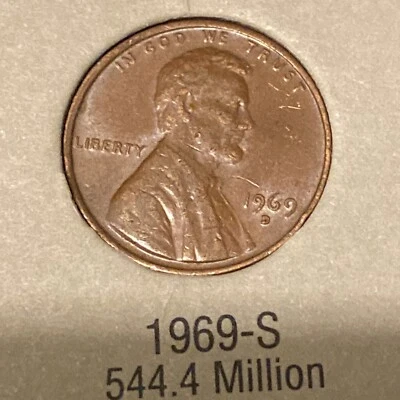 IN GOD WE TRUST
LIBERTY
1969
D
1969-S
544.4 Million